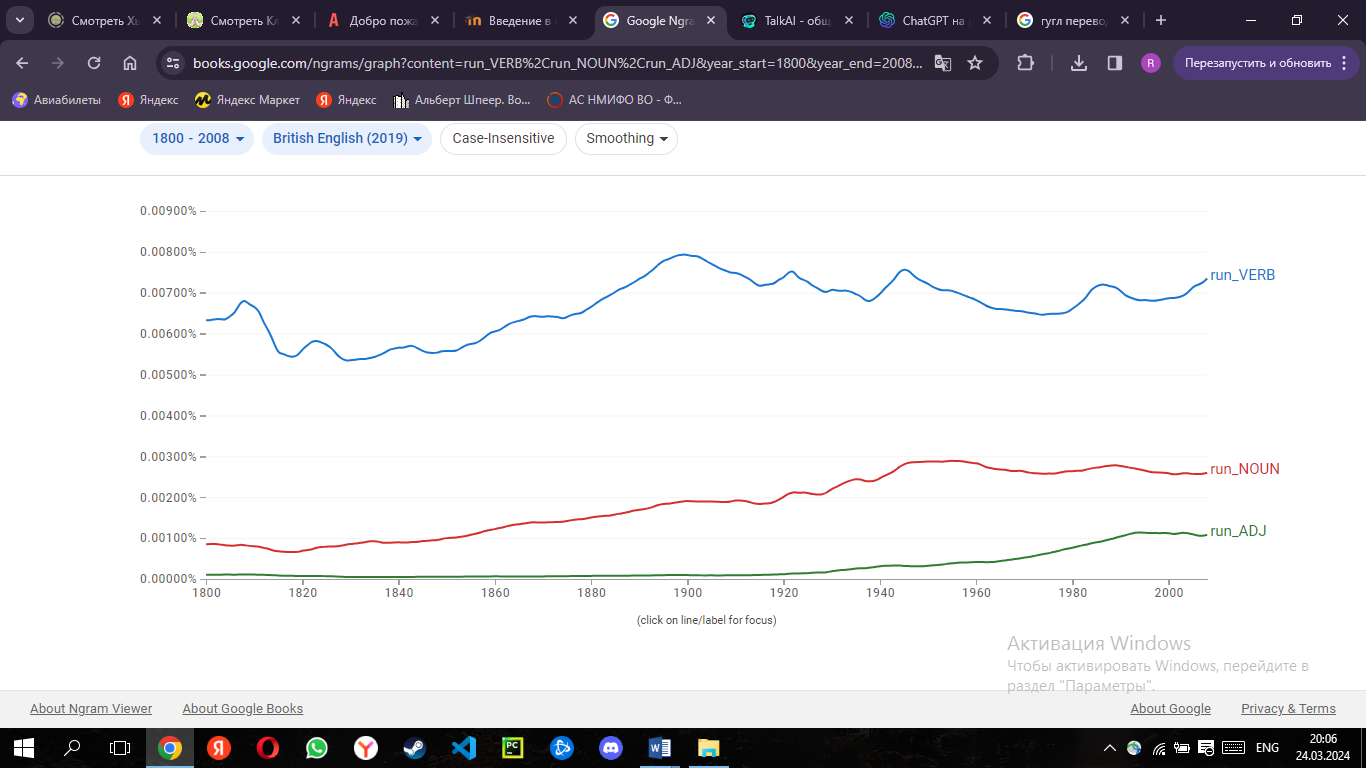 Смотреть Хв
Смотреть Кл
Добро пожа
Введение в
Google Ngra
TalkAI - общ
ChatGPT на
гугл перево
books.google.com/ngrams/graph?content=run_VERB%2Crun_NOUN%2Crun_ADJ&year_start=1800&year_end=2008...
R
Перезапустить и обновить
Авиабилеты
Яндекс
Яндекс Маркет
Яндекс
Альберт Шпеер. Во...
АС НМИФО ВО - Ф...
1800 - 2008
British English (2019)
Case-Insensitive
Smoothing
0.00900%
0.00800%
0.00700%
0.00600%
0.00500%
0.00400%
0.00300%
0.00200%
0.00100%
0.00000%
run_VERB
run_NOUN
run_ADJ
1800 1820 1840 1860 1880 1900 1920 1940 1960 1980 2000
(click on line/label for focus)
Активация Windows
Чтобы активировать Windows, перейдите в
раздел "Параметры".
About Ngram Viewer
About Google Books
About Google
Privacy & Terms
ENG
20:06
24.03.2024